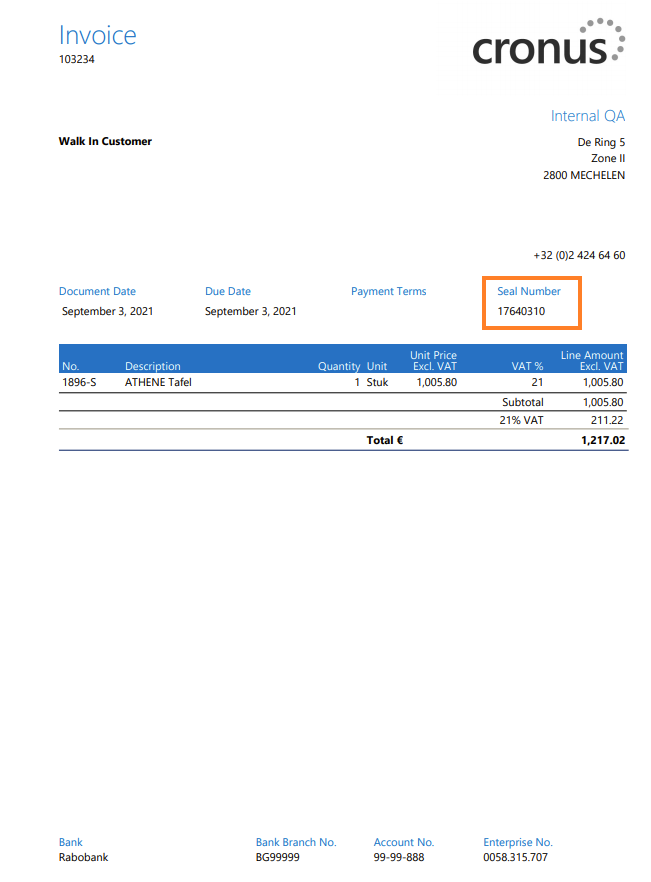 Invoice
103234
cronus
Internal QA
Walk In Customer
De Ring 5
Zone II
2800 MECHELEN
+32 (0)2 424 64 60
Document Date Due Date Payment Terms Seal Number
September 3, 2021 September 3, 2021 17640310
No. Description Quantity Unit Unit Price Excl. VAT VAT % Line Amount Excl. VAT
1896-S ATHENE Tafel 1 Stuk 1,005.80 21 1,005.80
Subtotal 1,005.80
21% VAT 211.22
Total € 1,217.02
Bank Bank Branch No. Account No. Enterprise No.
Rabobank BG99999 99-99-888 0058.315.707